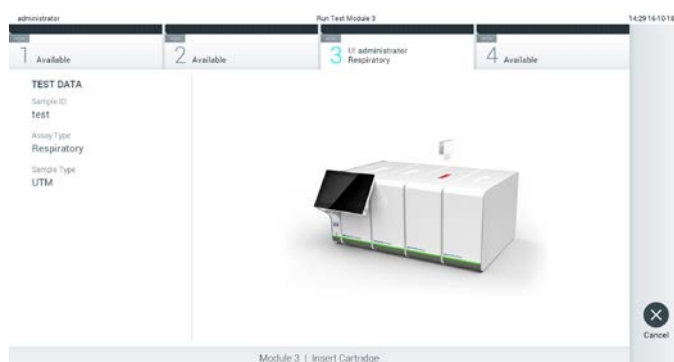 administrator
Run Test Module 3
14:29 16-10-18
1 Available
2 Available
3 UI administrator
Respiratory
4 Available
TEST DATA
Sample ID
test
Assay Type
Respiratory
Sample Type
UTM
Cancel
Module 3 | Insert Cartridge